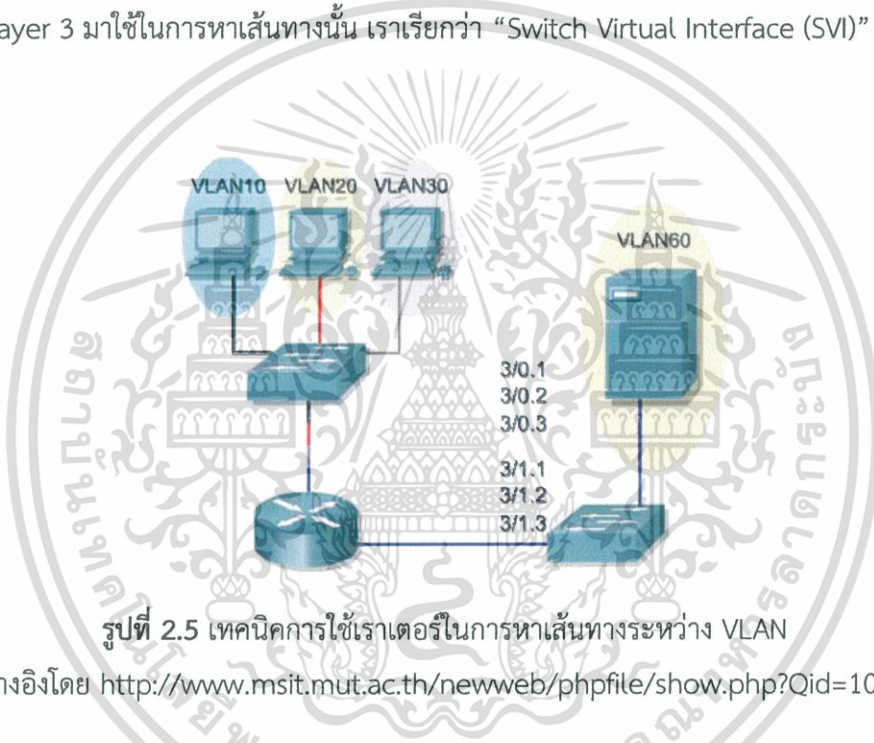 ayer 3 มาใช้ในการหาเส้นทางนั้น เราเรียกว่า “Switch Virtual Interface (SVI)”
VLAN10 VLAN20 VLAN30
VLAN60
3/0.1
3/0.2
3/0.3
3/1.1
3/1.2
3/1.3
รูปที่ 2.5 เทคนิคการใช้เราเตอร์ในการหาเส้นทางระหว่าง VLAN
างอิงโดย http://www.msit.mut.ac.th/newweb/phpfile/show.php?Qid=10